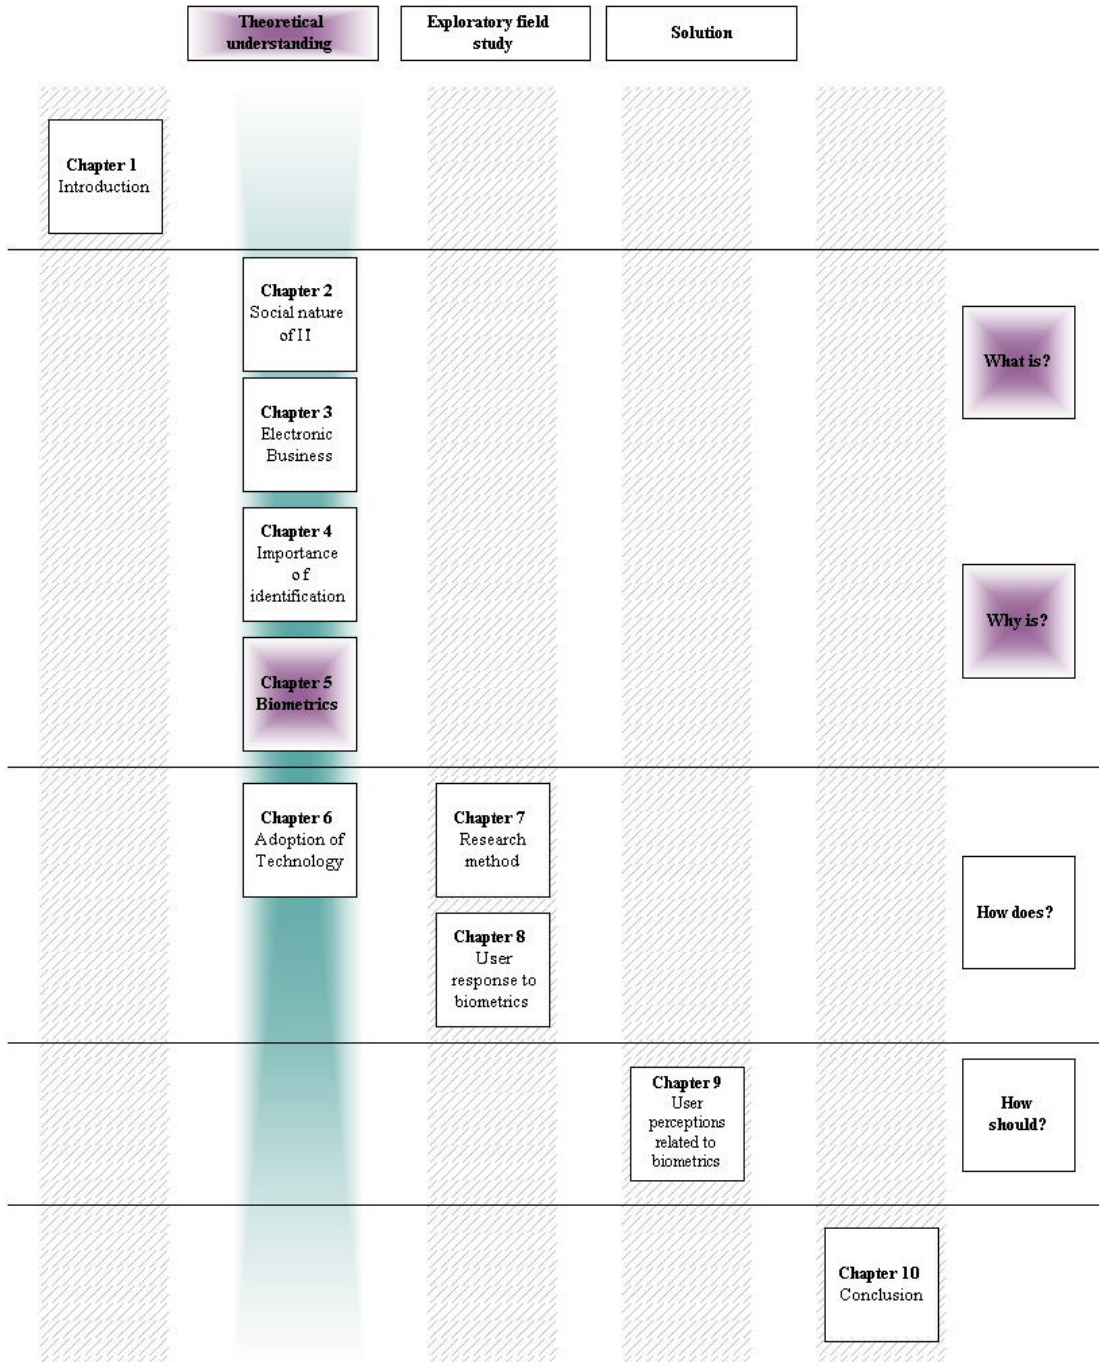 Theoretical
understanding
Exploratory field
study
Solution
Chapter 1
Introduction
Chapter 2
Social nature
of IT
What is?
Chapter 3
Electronic
Business
Chapter 4
Importance
of
identification
Why is?
Chapter 5
Biometrics
Chapter 6
Adoption of
Technology
Chapter 7
Research
method
How does?
Chapter 8
User
response to
biometrics
Chapter 9
User
perceptions
related to
biometrics
How
should?
Chapter 10
Conclusion